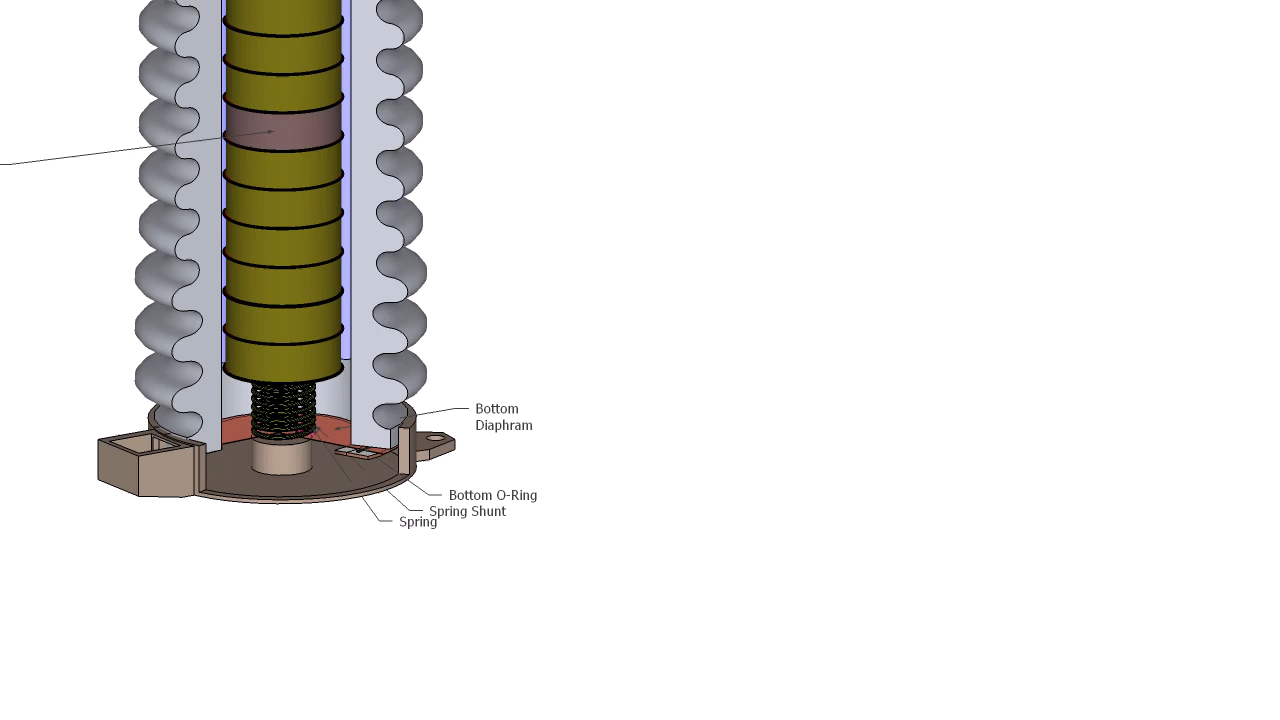 Bottom
Diaphram
Bottom O-Ring
Spring Shunt
Spring